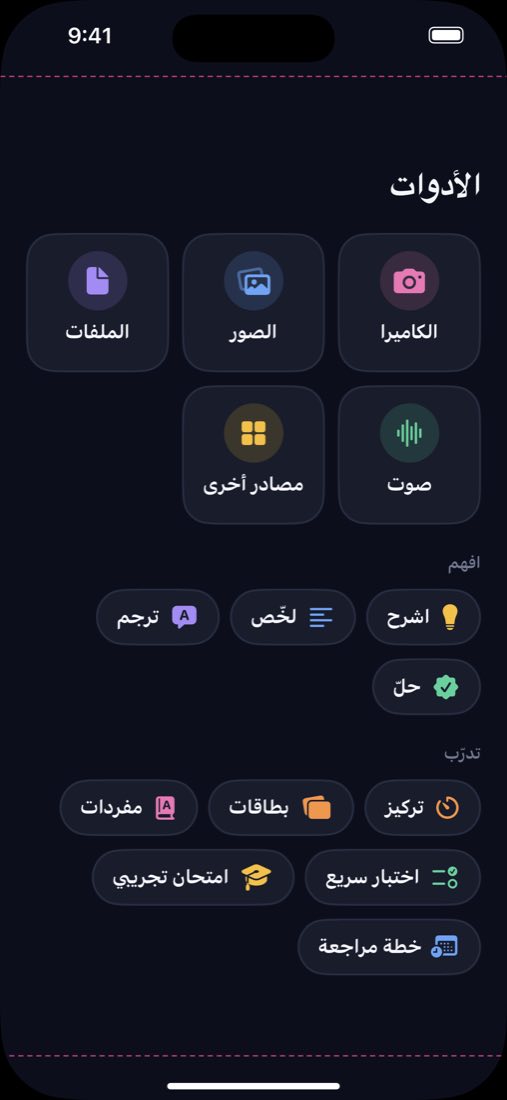 9:41
الأدوات
الكاميرا
الصور
الملفات
صوت
مصادر أخرى
افهم
اشرح
لخّص
ترجم
حلّ
تدرّب
تركيز
بطاقات
مفردات
اختبار سريع
امتحان تجريبي
خطة مراجعة